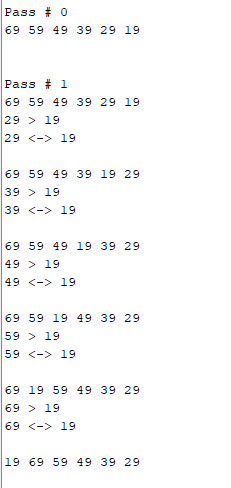 Pass # 0
69 59 49 39 29 19
Pass # 1
69 59 49 39 29 19
29 > 19
29 <-> 19
69 59 49 39 19 29
39 > 19
39 <-> 19
69 59 49 19 39 29
49 > 19
49 <-> 19
69 59 19 49 39 29
59 > 19
59 <-> 19
69 19 59 49 39 29
69 > 19
69 <-> 19
19 69 59 49 39 29